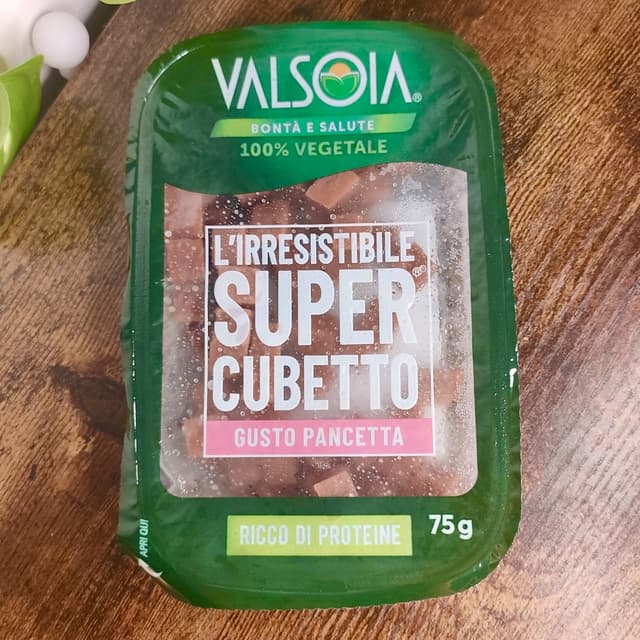 VALSOIA®
BONTÀ E SALUTE
100% VEGETALE
L'IRRESISTIBILE
SUPER
CUBETTO
GUSTO PANCETTA
RICCO DI PROTEINE
75g
APRI QUI